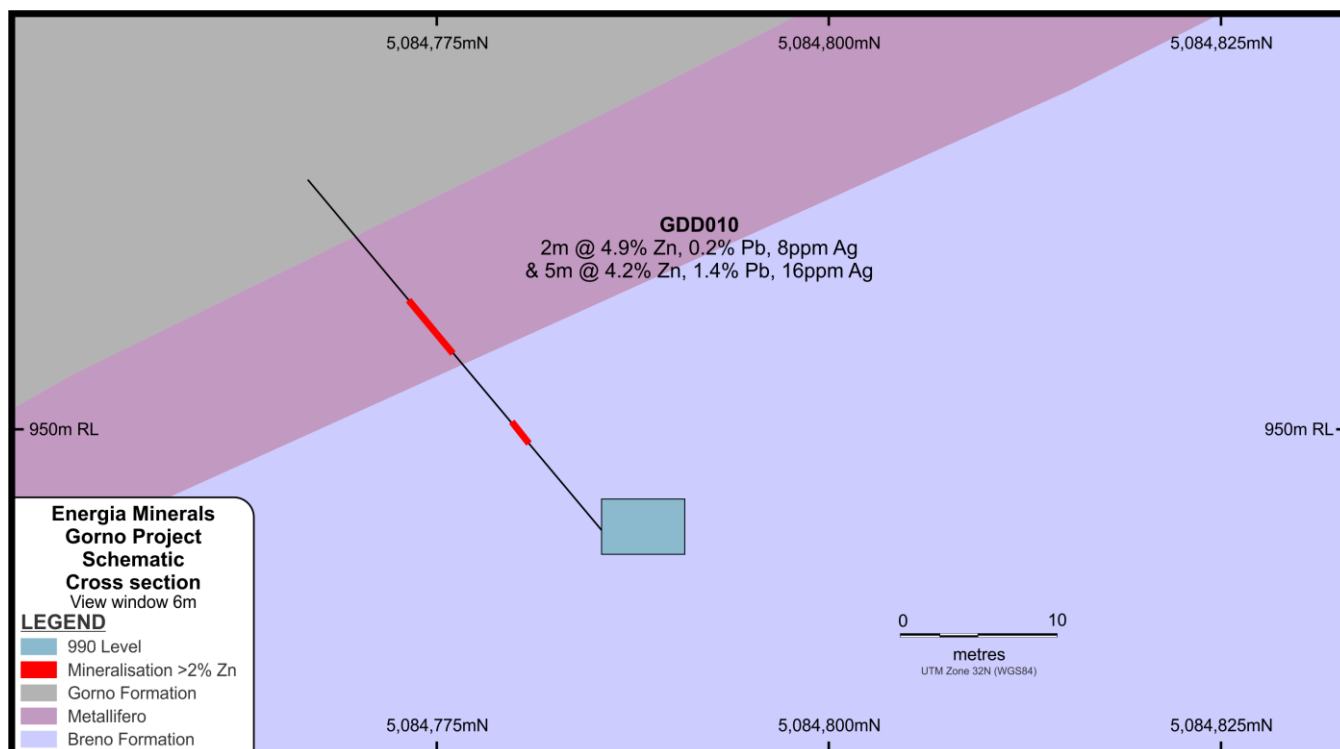 5,084,775mN
5,084,800mN
5,084,825mN
GDD010
2m @ 4.9% Zn, 0.2% Pb, 8ppm Ag
& 5m @ 4.2% Zn, 1.4% Pb, 16ppm Ag
950m RL
950m RL
Energia Minerals
Gorno Project
Schematic
Cross section
View window 6m
LEGEND
990 Level
Mineralisation >2% Zn
Gorno Formation
Metallifero
Breno Formation
0
10
metres
UTM Zone 32N (WGS84)
5,084,775mN
5,084,800mN
5,084,825mN